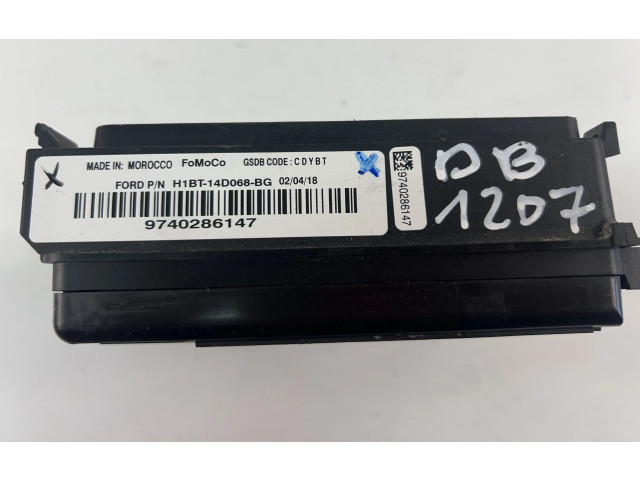 MADE IN: MOROCCO FoMoCo GSDB CODE: CDYBT
FORD P/N H1BT-14D068-BG 02/04/18
9740286147
9740286147
DB
1207